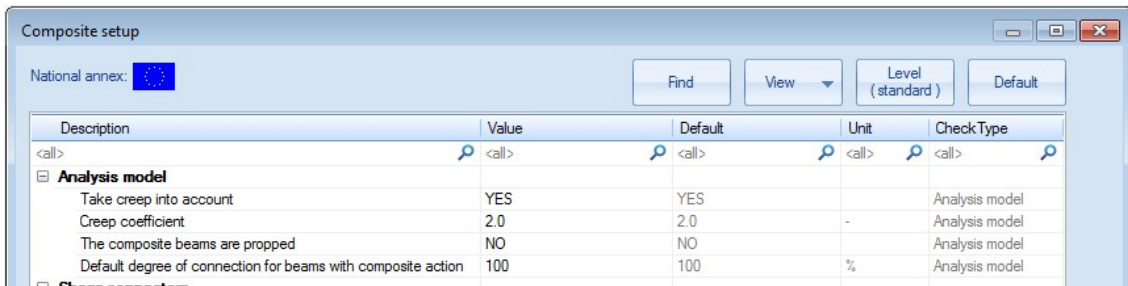 Composite setup
National annex:
Find
View
Level
( standard )
Default
Description Value Default Unit Check Type
<all> <all> <all> <all> <all>
Analysis model
Take creep into account YES YES Analysis model
Creep coefficient 2.0 2.0 - Analysis model
The composite beams are propped NO NO Analysis model
Default degree of connection for beams with composite action 100 100 % Analysis model